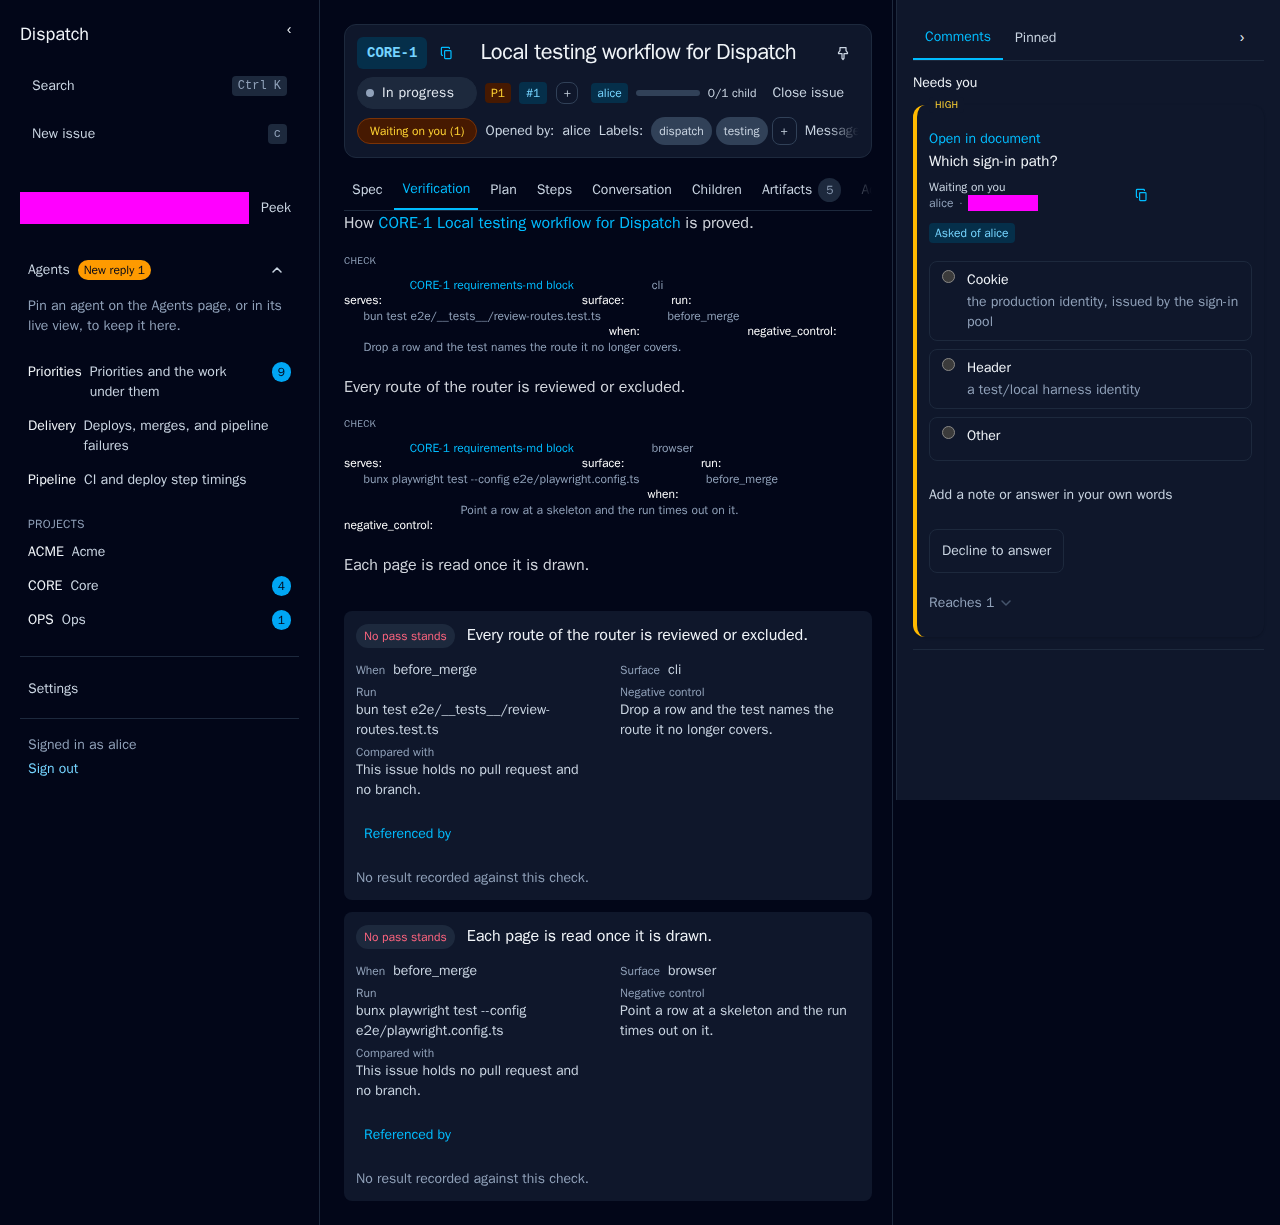 Dispatch
‹
Search
Ctrl K
New issue
C
Peek
Agents
New reply 1
Pin an agent on the Agents page, or in its
live view, to keep it here.
Priorities
Priorities and the work
under them
9
Delivery
Deploys, merges, and pipeline
failures
Pipeline
CI and deploy step timings
PROJECTS
ACME Acme
CORE Core
4
OPS Ops
1
Settings
Signed in as alice
Sign out
CORE-1
Local testing workflow for Dispatch
In progress
P1
#1
+
alice
0/1 child
Close issue
Waiting on you (1)
Opened by: alice
Labels:
dispatch
testing
+
Message
Spec
Verification
Plan
Steps
Conversation
Children
Artifacts
5
How CORE-1 Local testing workflow for Dispatch is proved.
CHECK
CORE-1 requirements-md block
cli
serves:
surface:
run:
bun test e2e/__tests__/review-routes.test.ts
before_merge
when:
negative_control:
Drop a row and the test names the route it no longer covers.
Every route of the router is reviewed or excluded.
CHECK
CORE-1 requirements-md block
browser
serves:
surface:
run:
bunx playwright test --config e2e/playwright.config.ts
before_merge
when:
Point a row at a skeleton and the run times out on it.
negative_control:
Each page is read once it is drawn.
No pass stands
Every route of the router is reviewed or excluded.
When before_merge
Surface cli
Run
bun test e2e/__tests__/review-
routes.test.ts
Negative control
Drop a row and the test names the
route it no longer covers.
Compared with
This issue holds no pull request and
no branch.
Referenced by
No result recorded against this check.
No pass stands
Each page is read once it is drawn.
When before_merge
Surface browser
Run
bunx playwright test --config
e2e/playwright.config.ts
Negative control
Point a row at a skeleton and the run
times out on it.
Compared with
This issue holds no pull request and
no branch.
Referenced by
No result recorded against this check.
Comments
Pinned
›
Needs you
HIGH
Open in document
Which sign-in path?
Waiting on you
alice ·
Asked of alice
Cookie
the production identity, issued by the sign-in
pool
Header
a test/local harness identity
Other
Add a note or answer in your own words
Decline to answer
Reaches 1